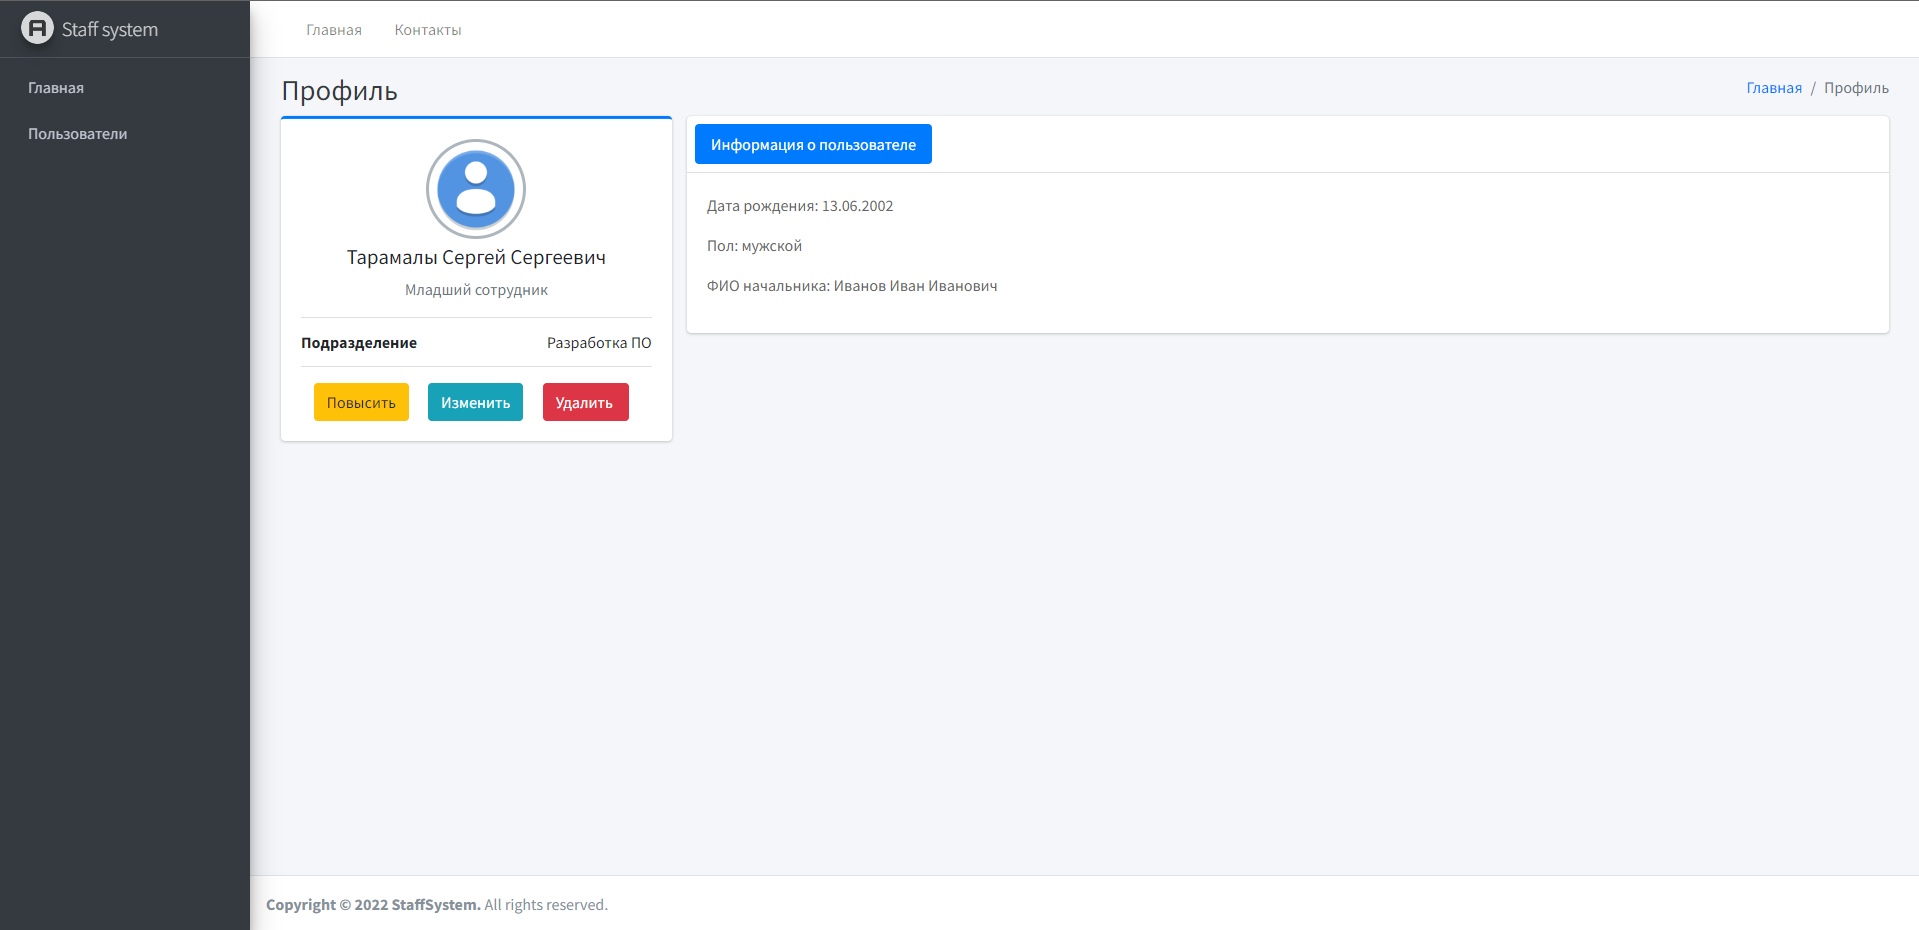 Staff system
Главная
Контакты
Главная
Пользователи
Профиль
Главная / Профиль
Тарамалы Сергей Сергеевич
Младший сотрудник
Подразделение Разработка ПО
Повысить Изменить Удалить
Информация о пользователе
Дата рождения: 13.06.2002
Пол: мужской
ФИО начальника: Иванов Иван Иванович
Copyright © 2022 StaffSystem. All rights reserved.